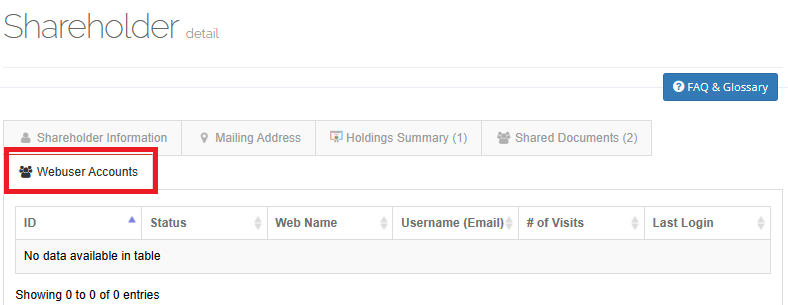 Shareholder detail
FAQ & Glossary
Shareholder Information Mailing Address Holdings Summary (1) Shared Documents (2)
Webuser Accounts
ID Status Web Name Username (Email) # of Visits Last Login
No data available in table
Showing 0 to 0 of 0 entries